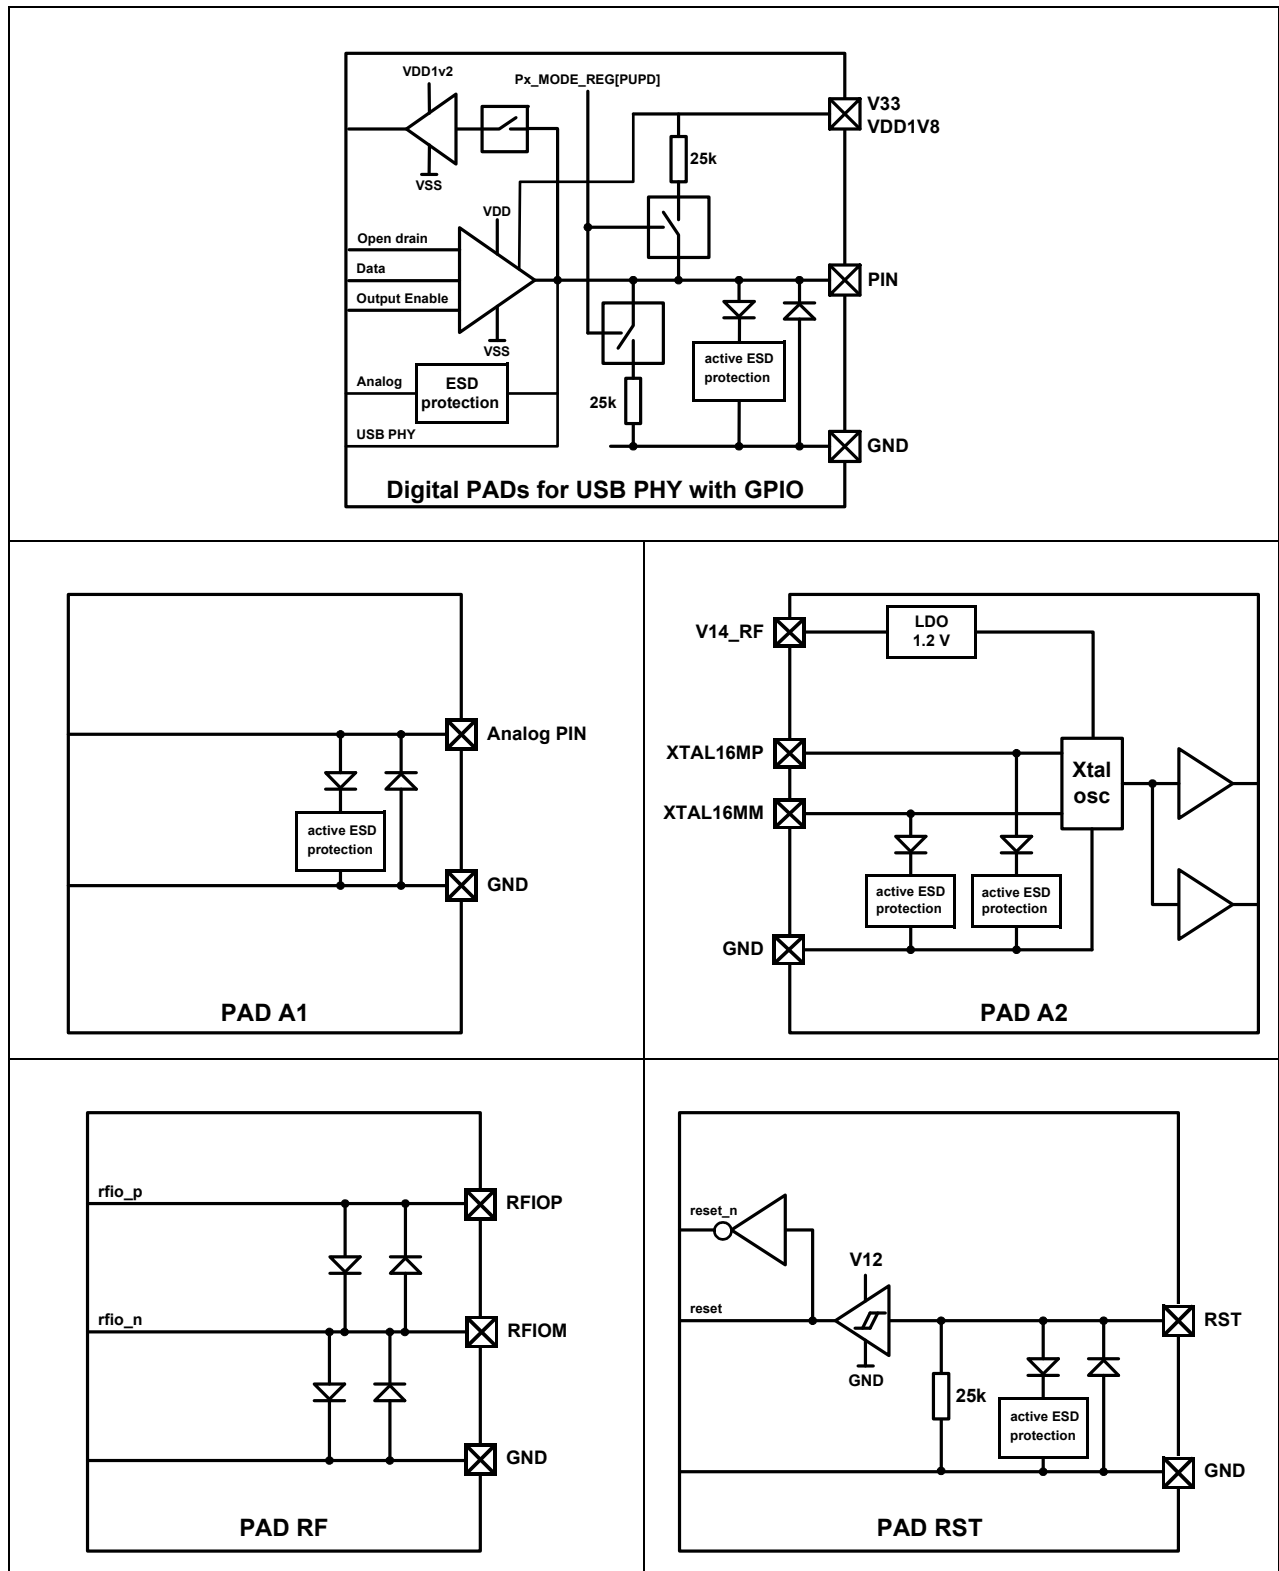 VDD1v2
Px_MODE_REG[PUPD]
V33
VDD1V8
25k
VSS
VDD
Open drain
Data
PIN
Output Enable
VSS
active ESD
protection
Analog
ESD
protection
25k
USB PHY
GND
Digital PADs for USB PHY with GPIO
Analog PIN
active ESD
protection
GND
PAD A1
V14_RF
LDO
1.2 V
XTAL16MP
Xtal
osc
XTAL16MM
active ESD
protection
active ESD
protection
GND
PAD A2
rfio_p
RFIOP
rfio_n
RFIOM
GND
PAD RF
reset_n
V12
reset
RST
GND
25k
active ESD
protection
GND
PAD RST